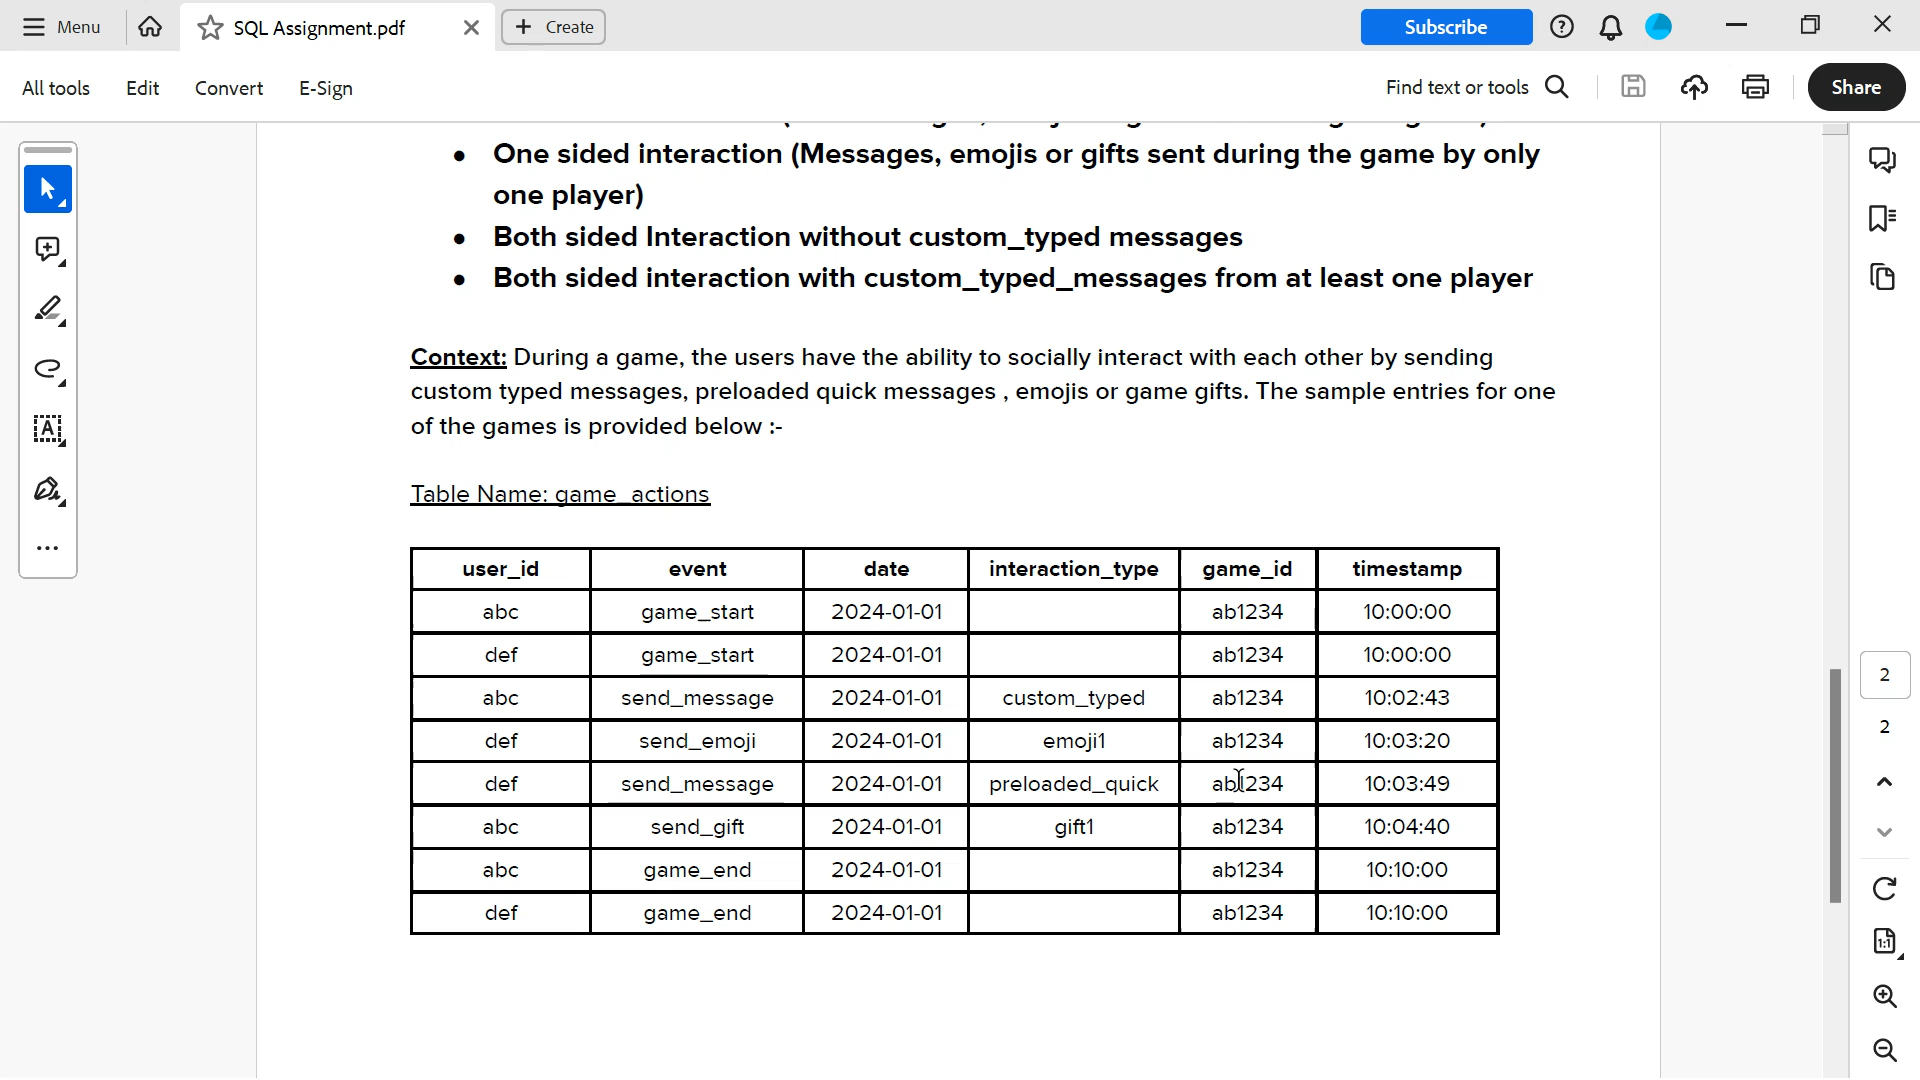 Menu
SQL Assignment.pdf
Create
Subscribe
All tools
Edit
Convert
E-Sign
Find text or tools
Share
• One sided interaction (Messages, emojis or gifts sent during the game by only
one player)
• Both sided Interaction without custom_typed messages
• Both sided interaction with custom_typed_messages from at least one player
Context: During a game, the users have the ability to socially interact with each other by sending
custom typed messages, preloaded quick messages , emojis or game gifts. The sample entries for one
of the games is provided below :-
Table Name: game_actions
user_id event date interaction_type game_id timestamp
abc game_start 2024-01-01 ab1234 10:00:00
def game_start 2024-01-01 ab1234 10:00:00
abc send_message 2024-01-01 custom_typed ab1234 10:02:43
def send_emoji 2024-01-01 emoji1 ab1234 10:03:20
def send_message 2024-01-01 preloaded_quick ab1234 10:03:49
abc send_gift 2024-01-01 gift1 ab1234 10:04:40
abc game_end 2024-01-01 ab1234 10:10:00
def game_end 2024-01-01 ab1234 10:10:00
2
2